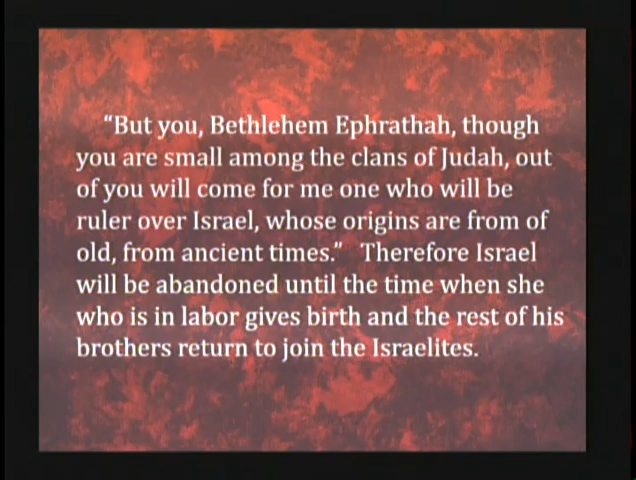 “But you, Bethlehem Ephrathah, though
you are small among the clans of Judah, out
of you will come for me one who will be
ruler over Israel, whose origins are from of
old, from ancient times.”   Therefore Israel
will be abandoned until the time when she
who is in labor gives birth and the rest of his
brothers return to join the Israelites.